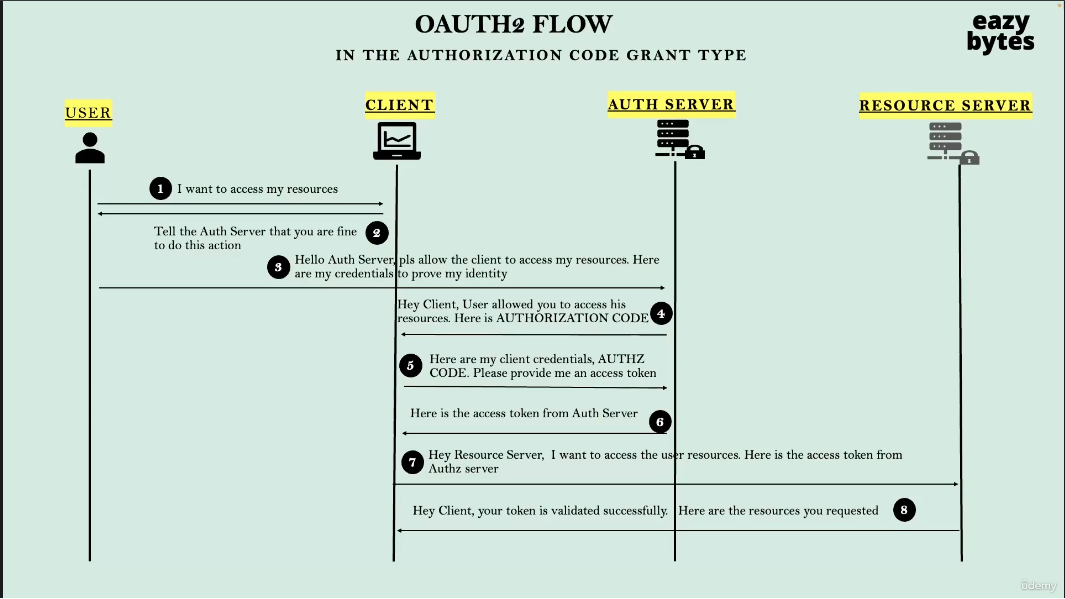 OAUTH2 FLOW
IN THE AUTHORIZATION CODE GRANT TYPE
eazy
bytes
USER
CLIENT
AUTH SERVER
RESOURCE SERVER
1 I want to access my resources
Tell the Auth Server that you are fine 2
to do this action
3 Hello Auth Server, pls allow the client to access my resources. Here
are my credentials to prove my identity
Hey Client, User allowed you to access his
resources. Here is AUTHORIZATION CODE 4
5 Here are my client credentials, AUTHZ
CODE. Please provide me an access token
Here is the access token from Auth Server 6
7 Hey Resource Server, I want to access the user resources. Here is the access token from
Authz server
Hey Client, your token is validated successfully. Here are the resources you requested 8
ûdemy